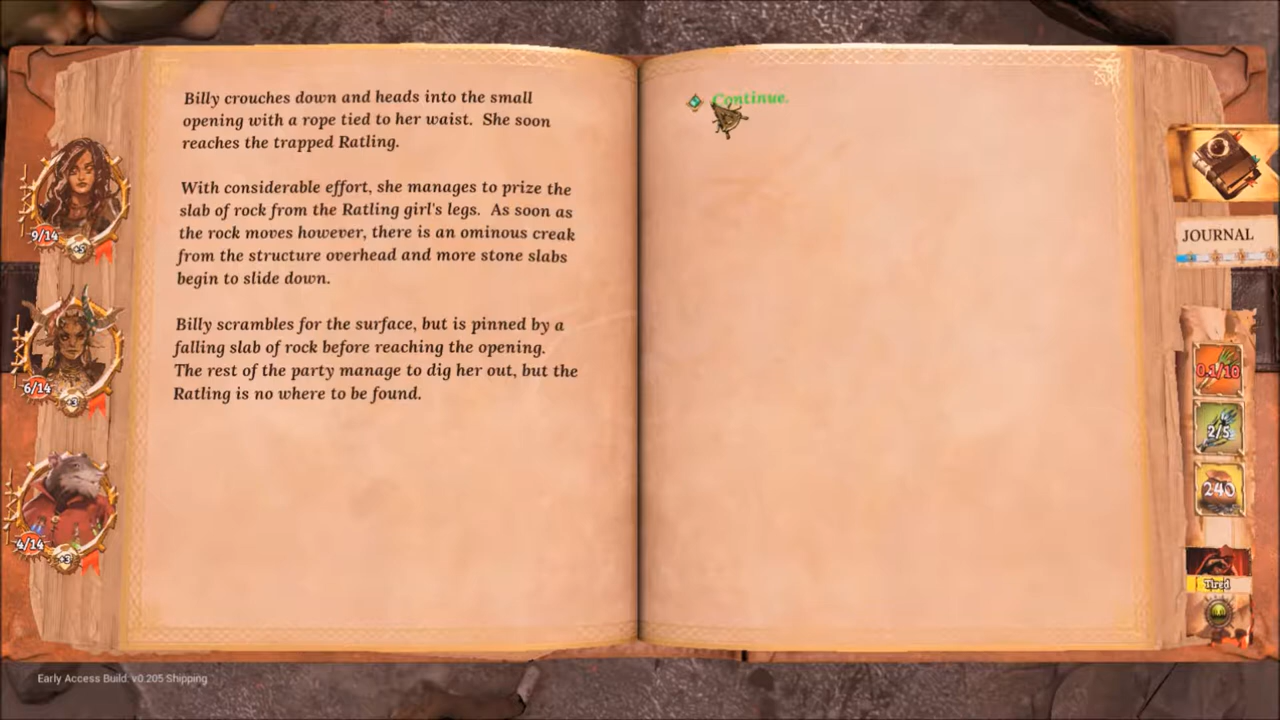 Billy crouches down and heads into the small
opening with a rope tied to her waist. She soon
reaches the trapped Ratling.
With considerable effort, she manages to prize the
slab of rock from the Ratling girl's legs. As soon as
the rock moves however, there is an ominous creak
from the structure overhead and more stone slabs
begin to slide down.
Billy scrambles for the surface, but is pinned by a
falling slab of rock before reaching the opening.
The rest of the party manage to dig her out, but the
Ratling is no where to be found.
Continue.
9/14
6/14
+3
4/14
+3
JOURNAL
2/5
240
Tired
Early Access Build: v0.205 Shipping